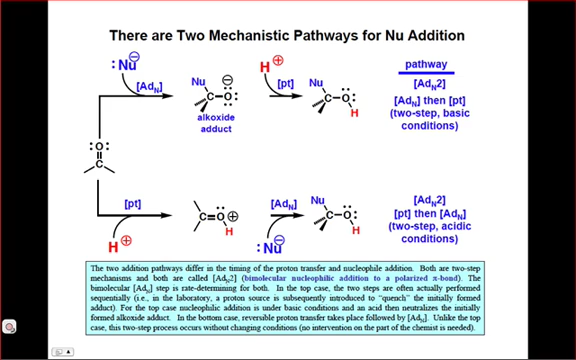 There are Two Mechanistic Pathways for Nu Addition
:Nu⊖
[AdN]
Nu
⊖
C–O:
alkoxide
adduct
H⊕
[pt]
Nu
C–O:
H
pathway
[AdN2]
[AdN] then [pt]
(two-step, basic
conditions)
:O:
C
[pt]
H⊕
C=O⊕
H
[AdN]
:Nu⊖
Nu
C–O:
H
[AdN2]
[pt] then [AdN]
(two-step, acidic
conditions)
The two addition pathways differ in the timing of the proton transfer and nucleophile addition. Both are two-step
mechanisms and both are called [AdN2] (bimolecular nucleophilic addition to a polarized π-bond). The
bimolecular [AdN] step is rate-determining for both. In the top case, the two steps are often actually performed
sequentially (i.e., in the laboratory, a proton source is subsequently introduced to "quench" the initially formed
adduct). For the top case nucleophilic addition is under basic conditions and an acid then neutralizes the initially
formed alkoxide adduct. In the bottom case, reversible proton transfer takes place followed by [AdN]. Unlike the top
case, this two-step process occurs without changing conditions (no intervention on the part of the chemist is needed).